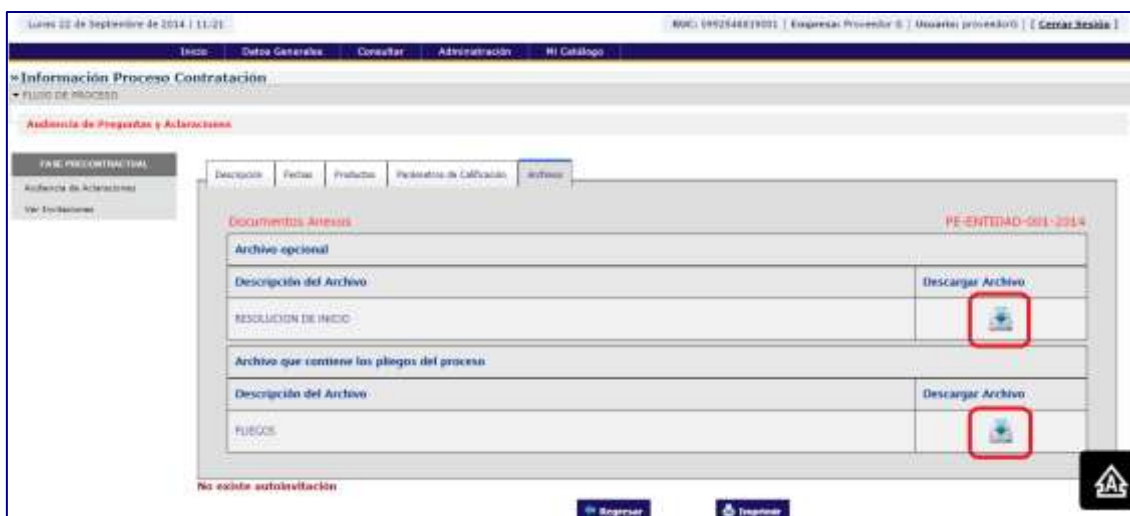 Lunes 22 de Septiembre de 2014 | 11:21
RUC: | Empresa: Proveedor | Usuario: | [ Cerrar Sesión ]
Inicio Datos Generales Consultar Administración Mi Catálogo
»Información Proceso Contratación
FLUJO DE PROCESO
Audiencia de Preguntas y Aclaraciones
FASE PRECONTRACTUAL
Audiencia de Aclaraciones
Ver Invitaciones
Descripción Fechas Productos Parámetros de Calificación Archivos
Documentos Anexos PE-ENTIDAD-001-2014
Archivo opcional
Descripción del Archivo Descargar Archivo
RESOLUCION DE INICIO
Archivo que contiene los pliegos del proceso
Descripción del Archivo Descargar Archivo
PLIEGOS
No existe autoinvitación
Regresar Imprimir
A